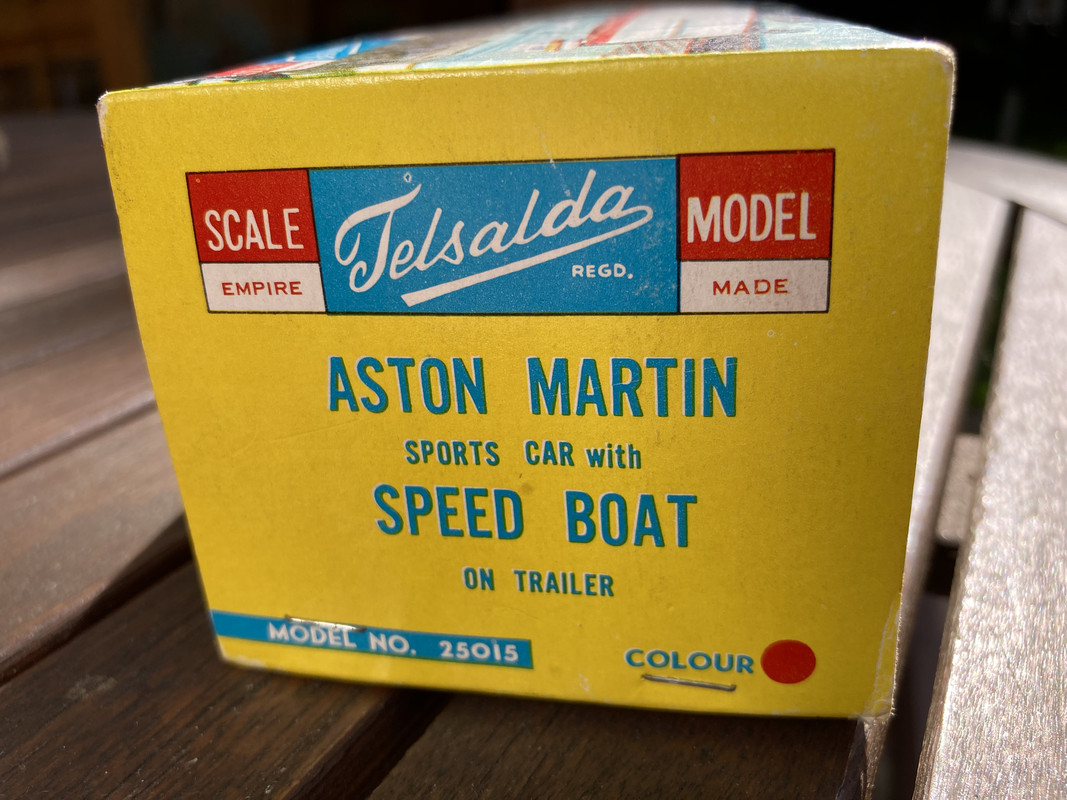 SCALE Telsalda MODEL
EMPIRE REGD. MADE
ASTON MARTIN
SPORTS CAR with
SPEED BOAT
ON TRAILER
MODEL NO. 25015
COLOUR